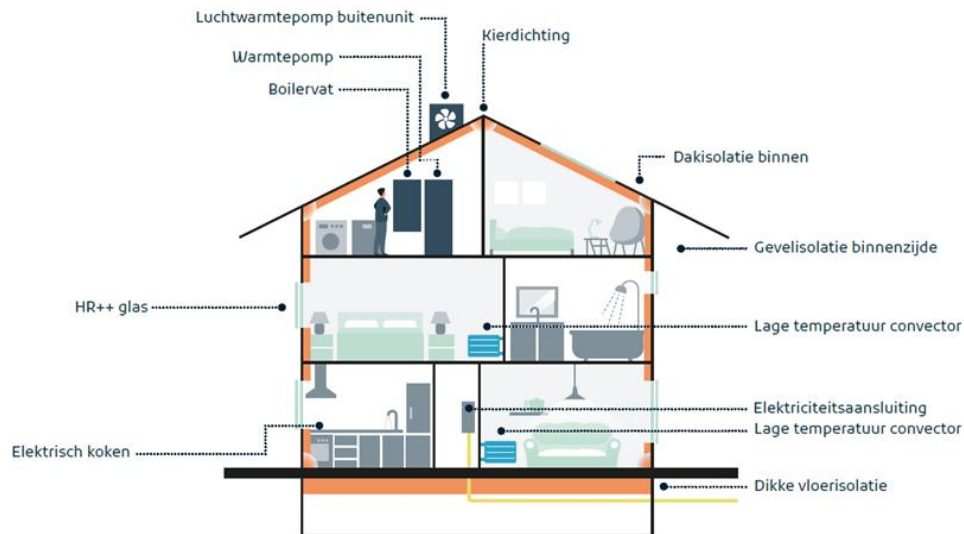 Luchtwarmtepomp buitenunit
Kierdichting
Warmtepomp
Boilervat
Dakisolatie binnen
Gevelisolatie binnenzijde
HR++ glas
Lage temperatuur convector
Elektriciteitsaansluiting
Lage temperatuur convector
Elektrisch koken
Dikke vloerisolatie